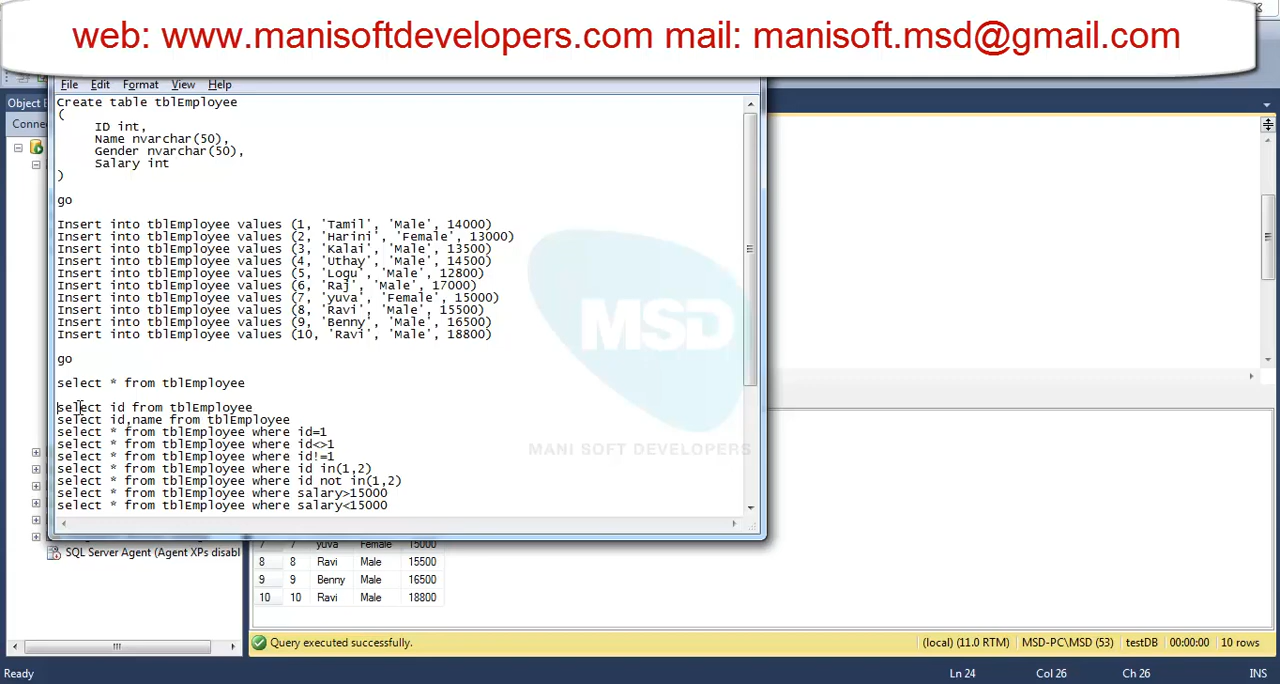 web: www.manisoftdevelopers.com mail: manisoft.msd@gmail.com
File Edit Format View Help
Object
Conne
Create table tblEmployee
(
ID int,
Name nvarchar(50),
Gender nvarchar(50),
Salary int
)
go
Insert into tblEmployee values (1, 'Tamil', 'Male', 14000)
Insert into tblEmployee values (2, 'Harini', 'Female', 13000)
Insert into tblEmployee values (3, 'Kalai', 'Male', 13500)
Insert into tblEmployee values (4, 'Uthay', 'Male', 14500)
Insert into tblEmployee values (5, 'Logu', 'Male', 12800)
Insert into tblEmployee values (6, 'Raj', 'Male', 17000)
Insert into tblEmployee values (7, 'yuva', 'Female', 15000)
Insert into tblEmployee values (8, 'Ravi', 'Male', 15500)
Insert into tblEmployee values (9, 'Benny', 'Male', 16500)
Insert into tblEmployee values (10, 'Ravi', 'Male', 18800)
go
select * from tblEmployee
select id from tblEmployee
select id,name from tblEmployee
select * from tblEmployee where id=1
select * from tblEmployee where id<>1
select * from tblEmployee where id!=1
select * from tblEmployee where id in(1,2)
select * from tblEmployee where id not in(1,2)
select * from tblEmployee where salary>15000
select * from tblEmployee where salary<15000
MSD
MANI SOFT DEVELOPERS
7 7 yuva Female 15000
8 8 Ravi Male 15500
9 9 Benny Male 16500
10 10 Ravi Male 18800
SQL Server Agent (Agent XPs disabl
Query executed successfully. (local) (11.0 RTM) MSD-PC\MSD (53) testDB 00:00:00 10 rows
Ready Ln 24 Col 26 Ch 26 INS